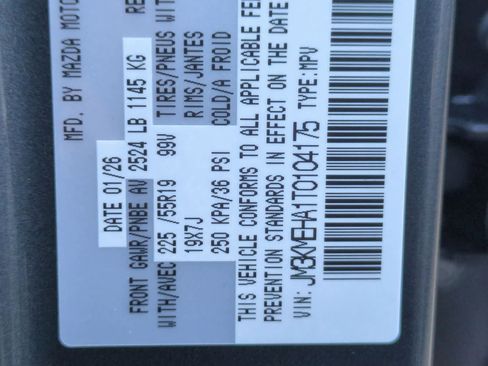 MFD. BY MAZDA MOTO
DATE 01/26 RE
FRONT GAWR/PNBE AV 2524 LB 1145 KG
WITH/AVEC 225 /55R19 99V TIRES/PNEUS WIT
19X7J RIMS/JANTES
250 KPA/36 PSI COLD/A FROID
THIS VEHICLE CONFORMS TO ALL APPLICABLE FE
PREVENTION STANDARDS IN EFFECT ON THE DATE
VIN: JM3KMEHA1T0104175 TYPE: MPV